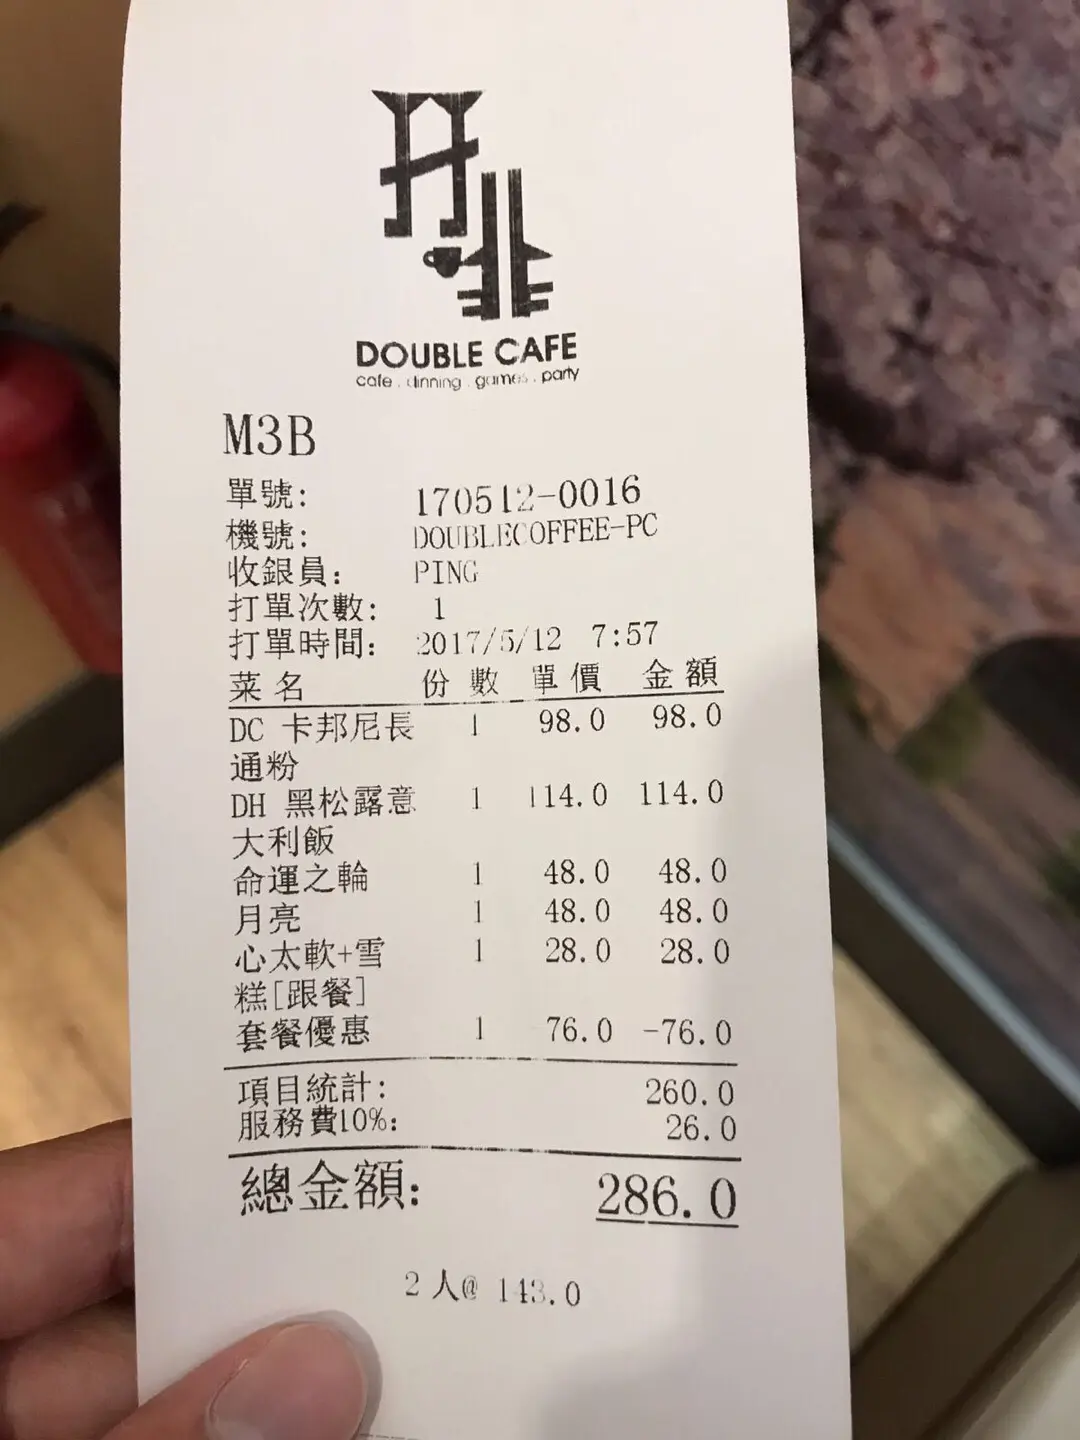 DOUBLE CAFE
cafe . dinning . games . party
M3B
單號: 170512-0016
機號: DOUBLECOFFEE-PC
收銀員: PING
打單次數: 1
打單時間: 2017/5/12 7:57
菜名 份數 單價 金額
DC 卡邦尼長 1 98.0 98.0
通粉
DH 黑松露意 1 114.0 114.0
大利飯
命運之輪 1 48.0 48.0
月亮 1 48.0 48.0
心太軟+雪 1 28.0 28.0
糕[跟餐]
套餐優惠 1 76.0 -76.0
項目統計: 260.0
服務費10%: 26.0
總金額: 286.0
2 人@ 143.0